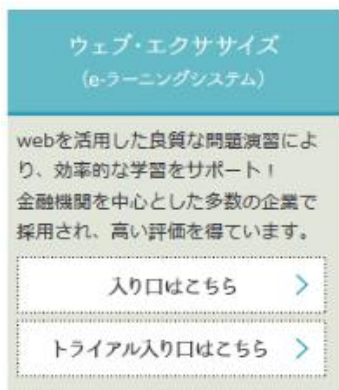 ウェブ・エクササイズ
(e-ラーニングシステム)
webを活用した良質な問題演習によ
り、効率的な学習をサポート！
金融機関を中心とした多数の企業で
採用され、高い評価を得ています。
入り口はこちら
トライアル入り口はこちら